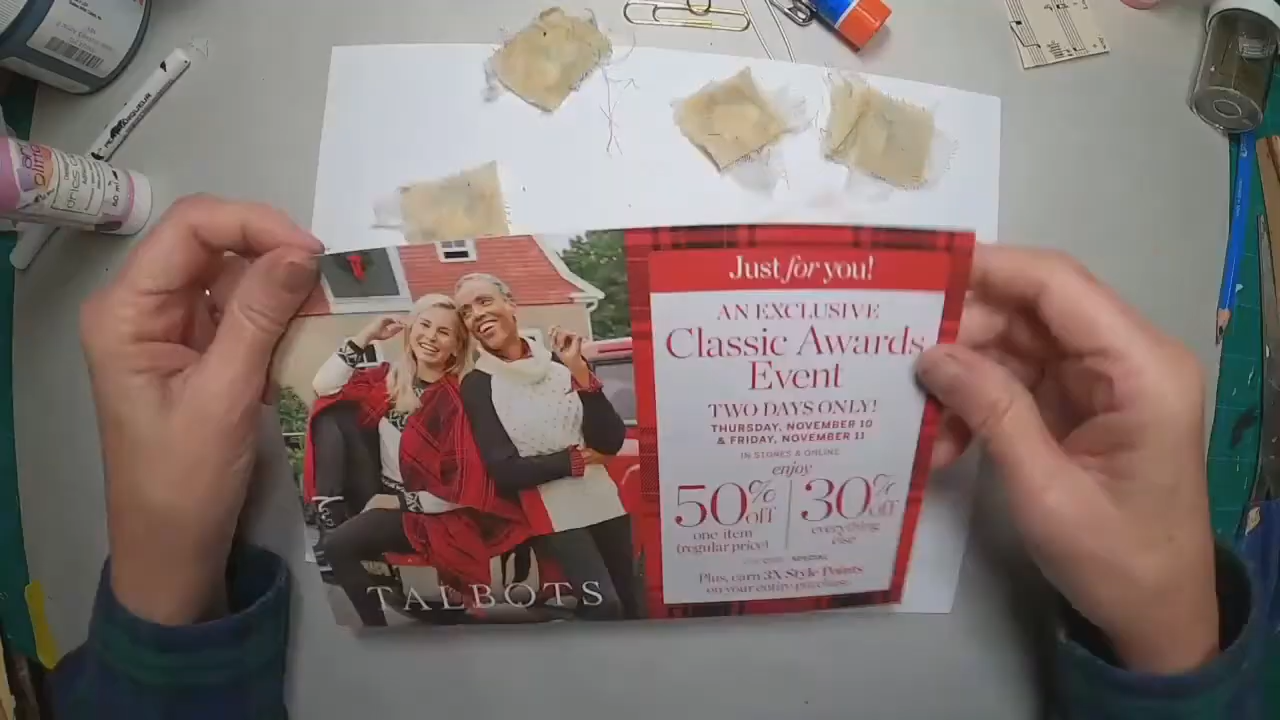 Just for you!
AN EXCLUSIVE
Classic Awards
Event
TWO DAYS ONLY!
THURSDAY, NOVEMBER 10
& FRIDAY, NOVEMBER 11
IN STORES & ONLINE
enjoy
50% off
one item
(regular price)
30% off
everything
else
Plus, earn 3X Style Points
on your entire purchase
TALBOTS